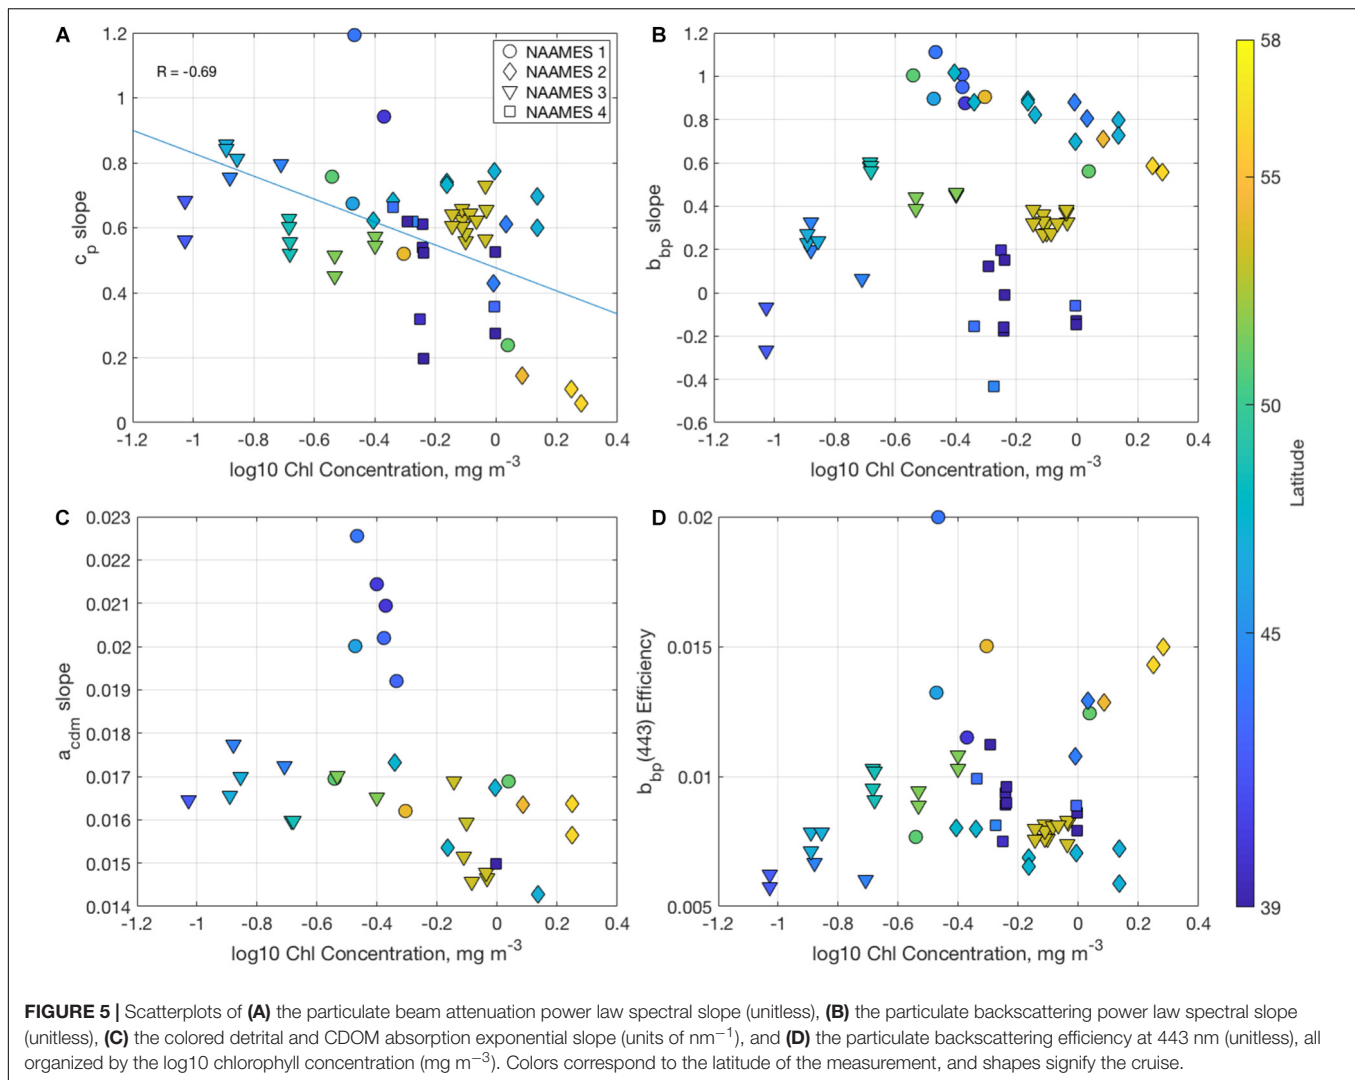 A
1.2
1
0.8
0.6
0.4
0.2
0
c_p slope
R = -0.69
NAAMES 1
NAAMES 2
NAAMES 3
NAAMES 4
-1.2 -1 -0.8 -0.6 -0.4 -0.2 0 0.2 0.4
log10 Chl Concentration, mg m⁻³
B
1.2
1
0.8
0.6
0.4
0.2
0
-0.2
-0.4
-0.6
b_bp slope
-1.2 -1 -0.8 -0.6 -0.4 -0.2 0 0.2 0.4
log10 Chl Concentration, mg m⁻³
58
55
50
45
39
Latitude
C
0.023
0.022
0.021
0.02
0.019
0.018
0.017
0.016
0.015
0.014
a_cdm slope
-1.2 -1 -0.8 -0.6 -0.4 -0.2 0 0.2 0.4
log10 Chl Concentration, mg m⁻³
D
0.02
0.015
0.01
0.005
b_bp(443) Efficiency
-1.2 -1 -0.8 -0.6 -0.4 -0.2 0 0.2 0.4
log10 Chl Concentration, mg m⁻³
FIGURE 5 | Scatterplots of (A) the particulate beam attenuation power law spectral slope (unitless), (B) the particulate backscattering power law spectral slope
(unitless), (C) the colored detrital and CDOM absorption exponential slope (units of nm⁻¹), and (D) the particulate backscattering efficiency at 443 nm (unitless), all
organized by the log10 chlorophyll concentration (mg m⁻³). Colors correspond to the latitude of the measurement, and shapes signify the cruise.